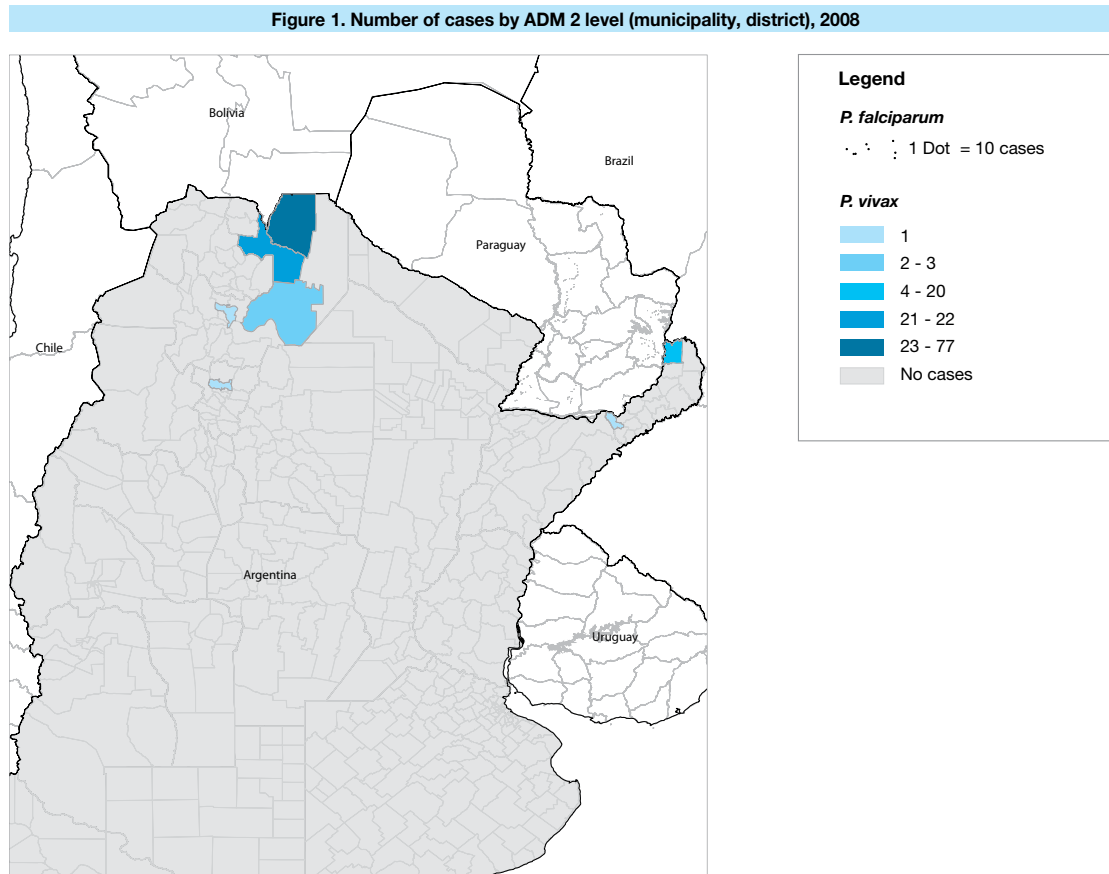 Figure 1. Number of cases by ADM 2 level (municipality, district), 2008
Bolivia
Brazil
Paraguay
Chile
Argentina
Uruguay
Legend
P. falciparum
1 Dot = 10 cases
P. vivax
1
2 - 3
4 - 20
21 - 22
23 - 77
No cases